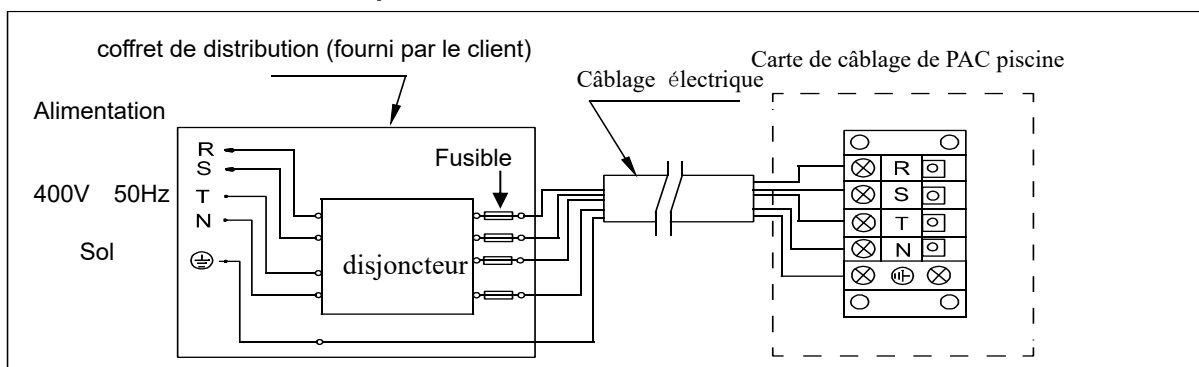 coffret de distribution (fourni par le client)
Carte de câblage de PAC piscine
Câblage électrique
Alimentation
R
S
T
N
400V 50Hz
Sol
Fusible
disjoncteur
R
S
T
N